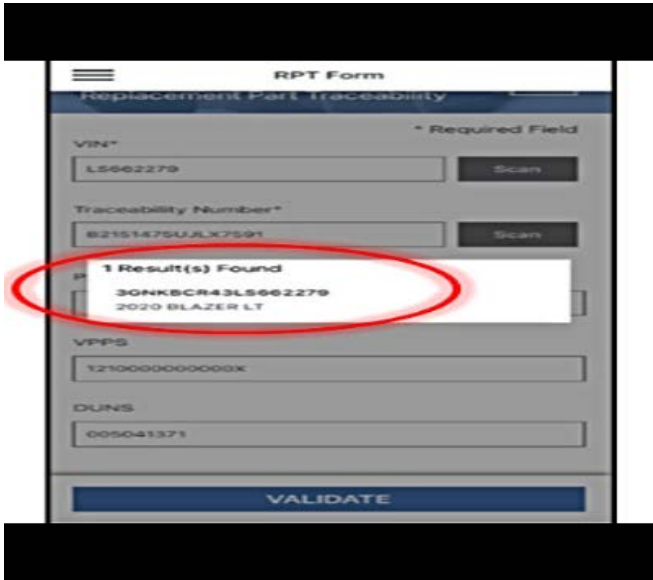 RPT Form
Replacement Part Traceability
* Required Field
VIN*
LS662279
Scan
Traceability Number*
B2151475UJLX7591
Scan
1 Result(s) Found
P
3GNKBCR43LS662279
2020 BLAZER LT
VPPS
1210000000000X
DUNS
005041371
VALIDATE